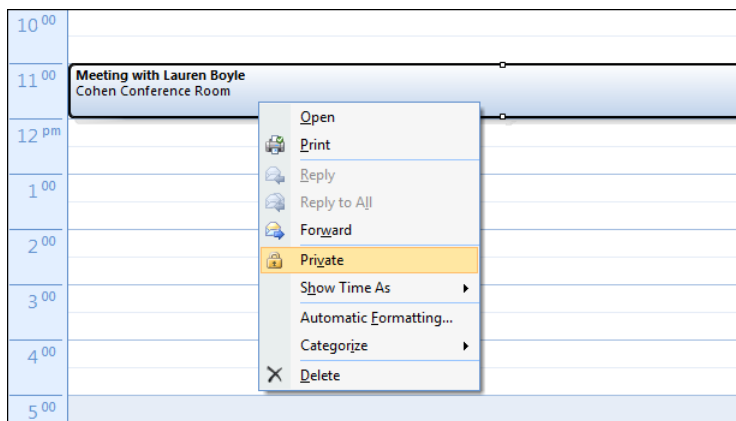 10 00
11 00
Meeting with Lauren Boyle
Cohen Conference Room
Open
12 pm
Print
Reply
1 00
Reply to All
Forward
2 00
Private
Show Time As
3 00
Automatic Formatting...
Categorize
4 00
Delete
5 00